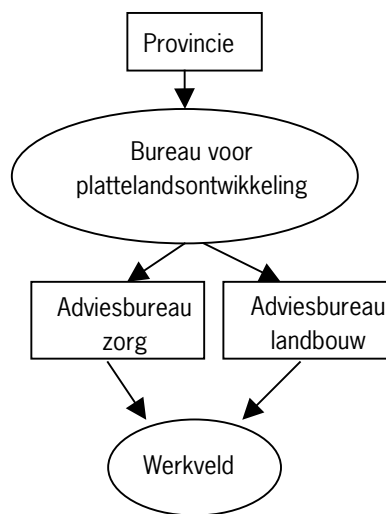 Provincie
Bureau voor
plattelandsontwikkeling
Adviesbureau
zorg
Adviesbureau
landbouw
Werkveld